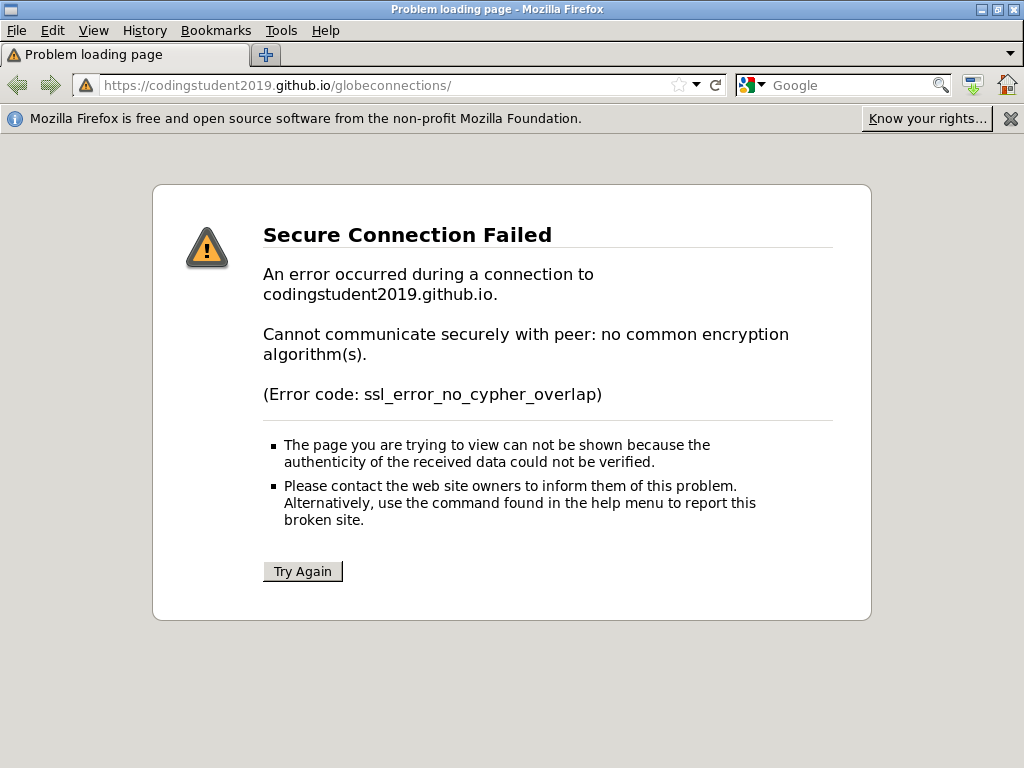 Problem loading page - Mozilla Firefox
File Edit View History Bookmarks Tools Help
Problem loading page
https://codingstudent2019.github.io/globeconnections/
Google
Mozilla Firefox is free and open source software from the non-profit Mozilla Foundation.
Know your rights...
Secure Connection Failed
An error occurred during a connection to
codingstudent2019.github.io.
Cannot communicate securely with peer: no common encryption
algorithm(s).
(Error code: ssl_error_no_cypher_overlap)
The page you are trying to view can not be shown because the
authenticity of the received data could not be verified.
Please contact the web site owners to inform them of this problem.
Alternatively, use the command found in the help menu to report this
broken site.
Try Again